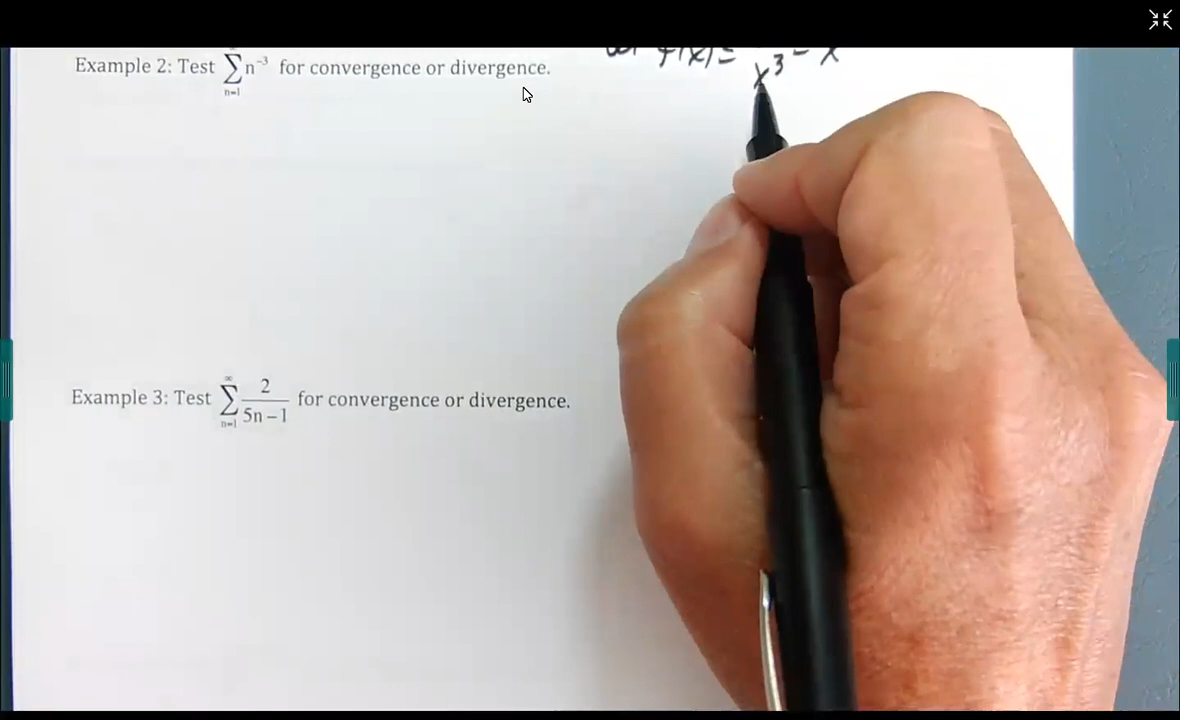 Example 2: Test ∑ n⁻³ for convergence or divergence. n=1
f(x) = x³ - x
Example 3: Test ∞ ∑ n=1 2/(5n – 1) for convergence or divergence.